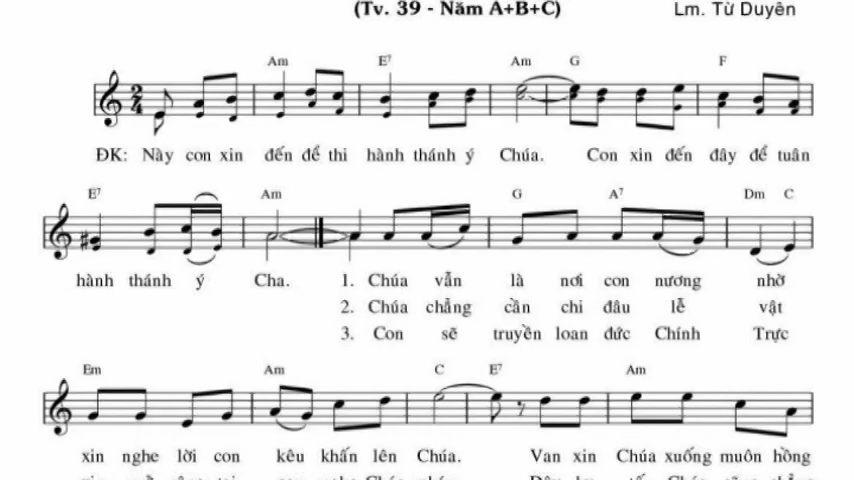 (Tv. 39 - Năm A+B+C) Lm. Từ Duyên
Am E7 Am G F
ĐK: Này con xin đến để thi hành thánh ý Chúa. Con xin đến đây để tuân
E7 Am G A7 Dm C
hành thánh ý Cha. 1. Chúa vẫn là nơi con nương nhờ
2. Chúa chẳng cần chi đâu lễ vật
3. Con sẽ truyền loan đức Chính Trực
Em Am C E7 Am
xin nghe lời con kêu khấn lên Chúa. Van xin Chúa xuống muôn hồng